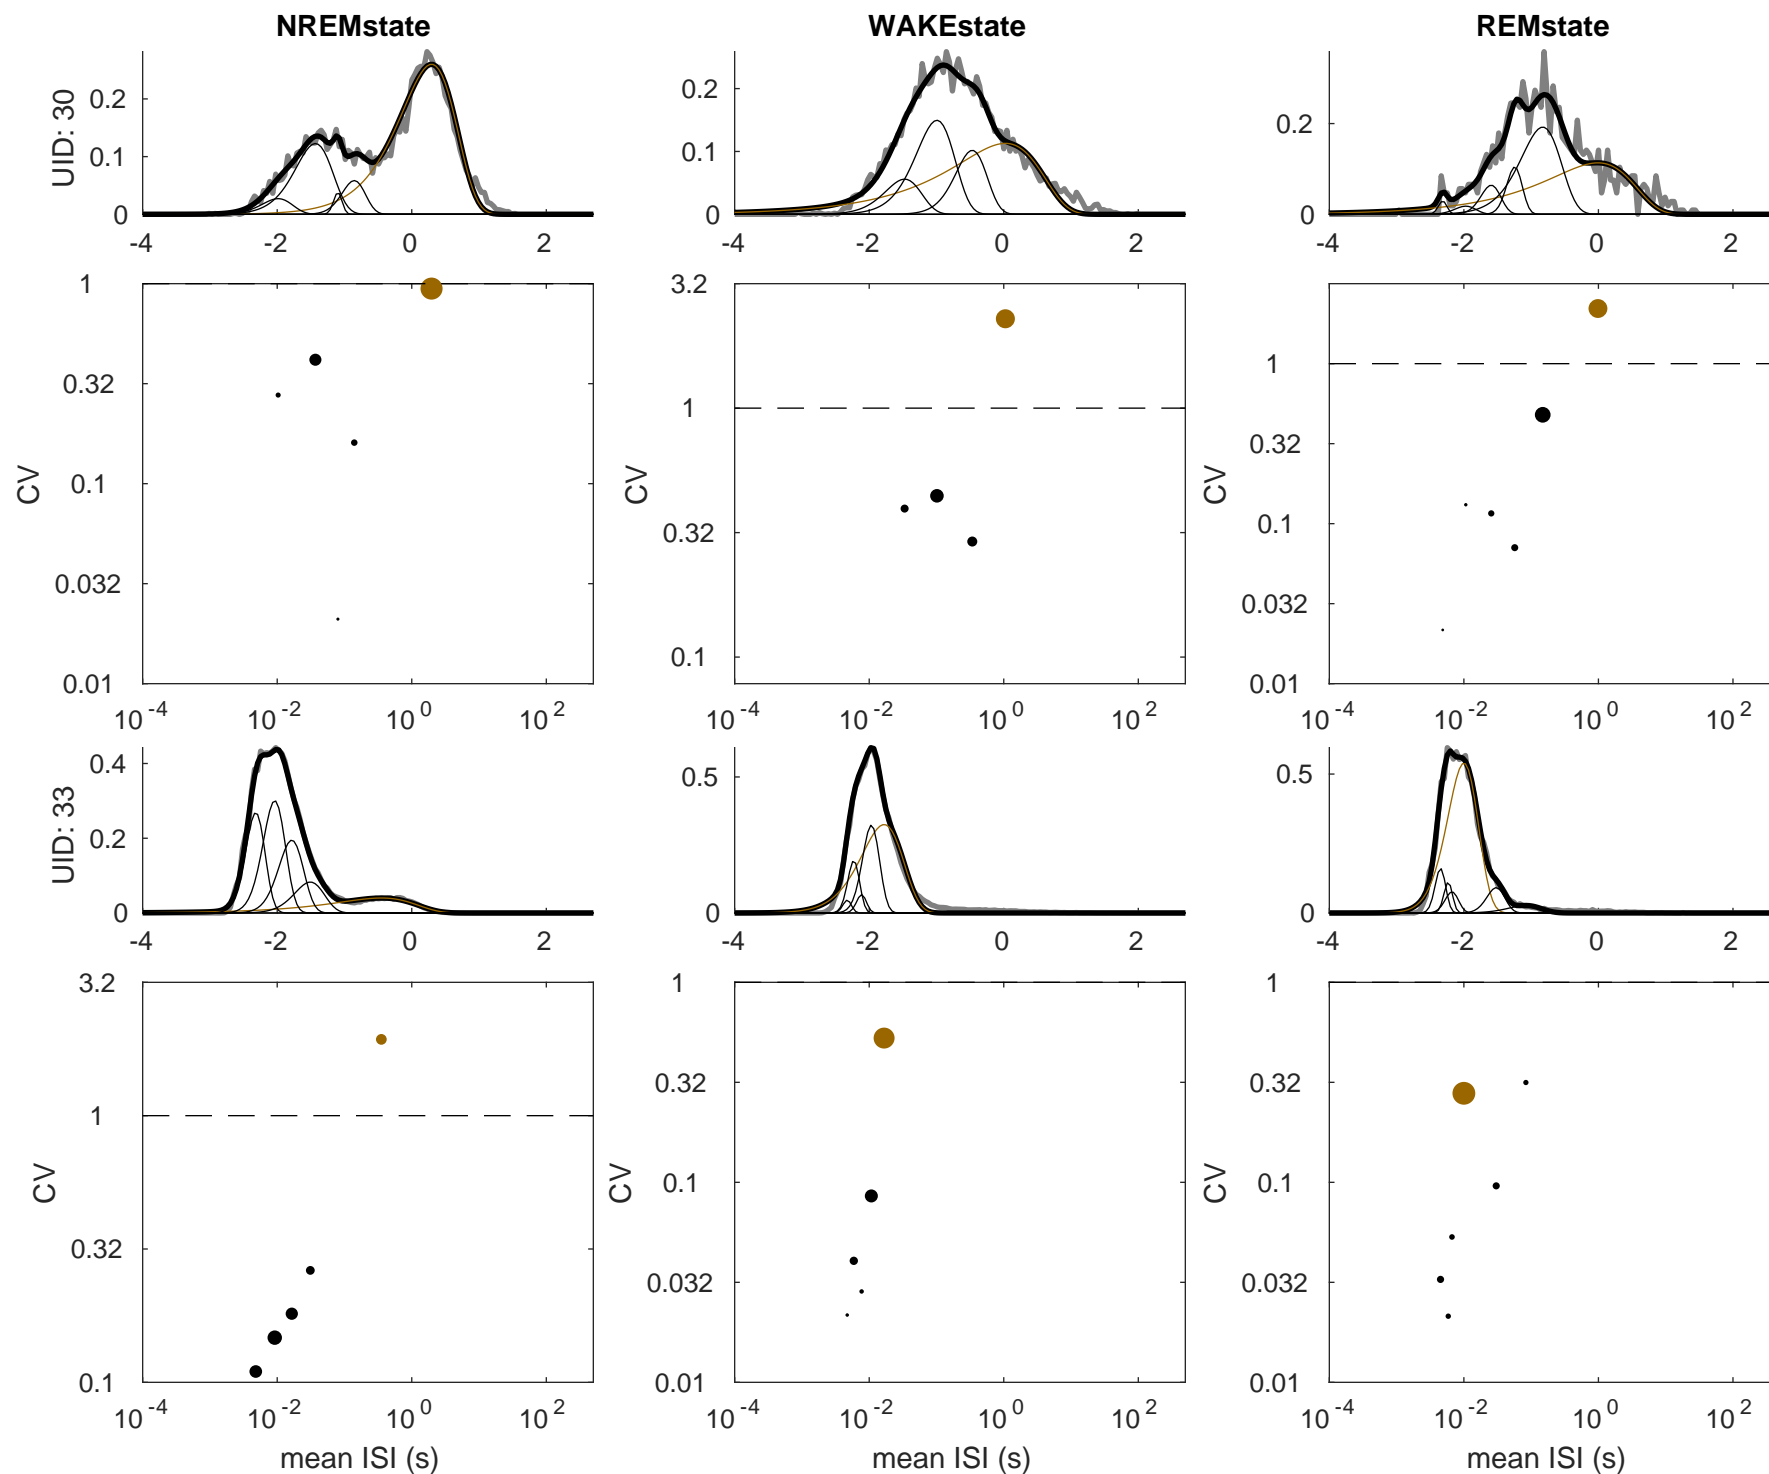 NREMstate WAKEstate REMstate
UID: 30
0.2 0.1 0
-4 -2 0 2
0.2 0.1 0
-4 -2 0 2
0.2 0
-4 -2 0 2
CV
1 0.32 0.1 0.032 0.01
10^-4 10^-2 10^0 10^2
CV
3.2 1 0.32 0.1
10^-4 10^-2 10^0 10^2
CV
1 0.32 0.1 0.032 0.01
10^-4 10^-2 10^0 10^2
UID: 33
0.4 0.2 0
-4 -2 0 2
0.5 0
-4 -2 0 2
0.5 0
-4 -2 0 2
CV
3.2 1 0.32 0.1
10^-4 10^-2 10^0 10^2
mean ISI (s)
CV
1 0.32 0.1 0.032 0.01
10^-4 10^-2 10^0 10^2
mean ISI (s)
CV
1 0.32 0.1 0.032 0.01
10^-4 10^-2 10^0 10^2
mean ISI (s)